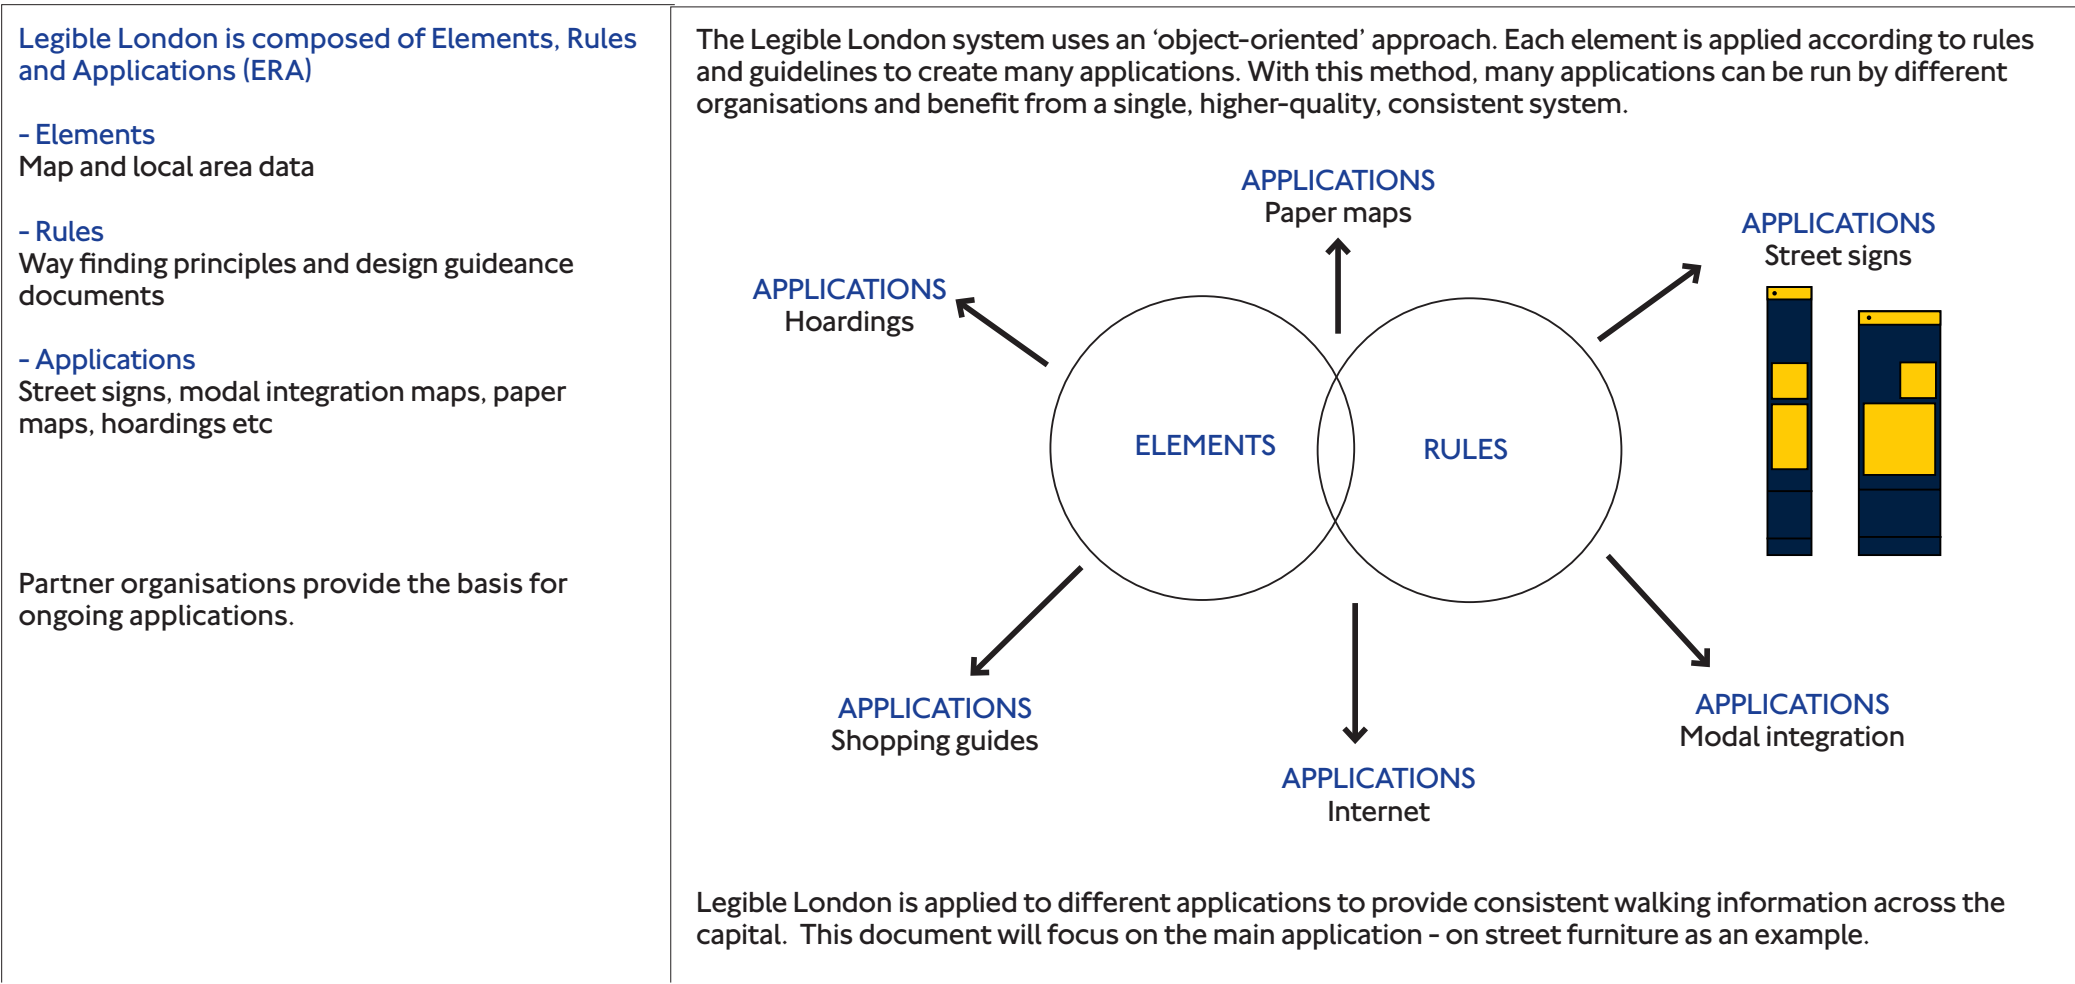 Legible London is composed of Elements, Rules
and Applications (ERA)
- Elements
Map and local area data
- Rules
Way finding principles and design guideance
documents
- Applications
Street signs, modal integration maps, paper
maps, hoardings etc
Partner organisations provide the basis for
ongoing applications.
The Legible London system uses an ‘object-oriented’ approach. Each element is applied according to rules
and guidelines to create many applications. With this method, many applications can be run by different
organisations and benefit from a single, higher-quality, consistent system.
APPLICATIONS
Paper maps
APPLICATIONS
Street signs
APPLICATIONS
Hoardings
ELEMENTS
RULES
APPLICATIONS
Shopping guides
APPLICATIONS
Internet
APPLICATIONS
Modal integration
Legible London is applied to different applications to provide consistent walking information across the
capital.  This document will focus on the main application - on street furniture as an example.